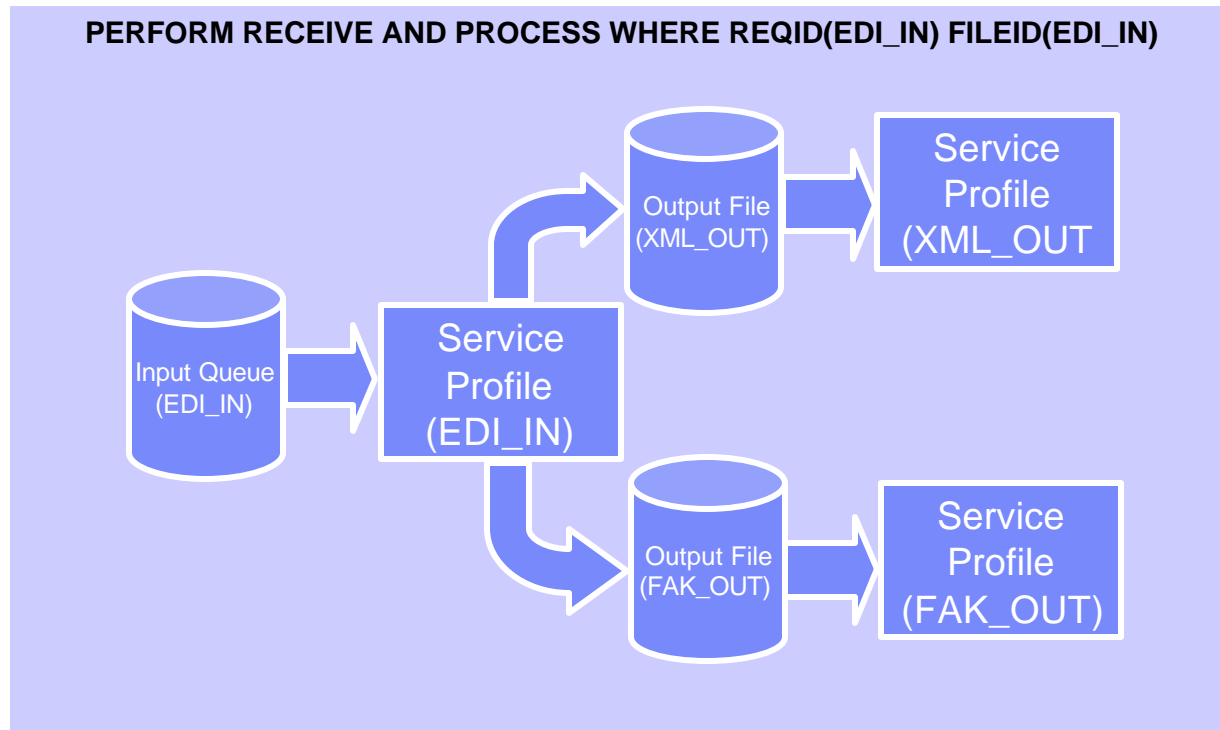 PERFORM RECEIVE AND PROCESS WHERE REQID(EDI_IN) FILEID(EDI_IN)
Input Queue
(EDI_IN)
Service
Profile
(EDI_IN)
Output File
(XML_OUT)
Service
Profile
(XML_OUT
Output File
(FAK_OUT)
Service
Profile
(FAK_OUT)